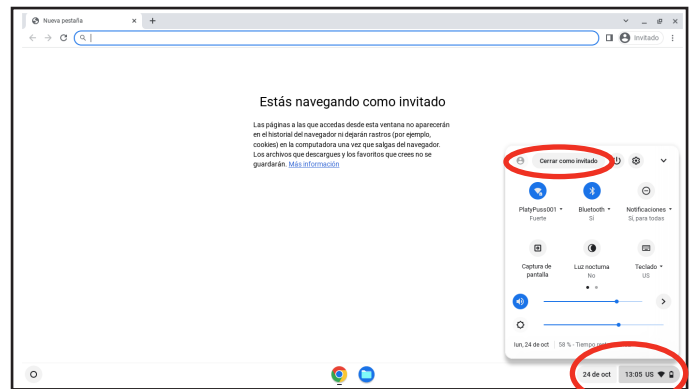 Nueva pestaña
Invitado
Estás navegando como invitado
Las páginas a las que accedas desde esta ventana no aparecerán
en el historial del navegador ni dejarán rastros (por ejemplo,
cookies) en la computadora una vez que salgas del navegador.
Los archivos que descargues y los favoritos que crees no se
guardarán. Más información
Cerrar como invitado
PlatyPuss001 Bluetooth Notificaciones
Fuerte Sí Sí, para todas
Captura de pantalla Luz nocturna Teclado
No US
lun, 24 de oct 58 % - Tiempo
24 de oct 13:05 US